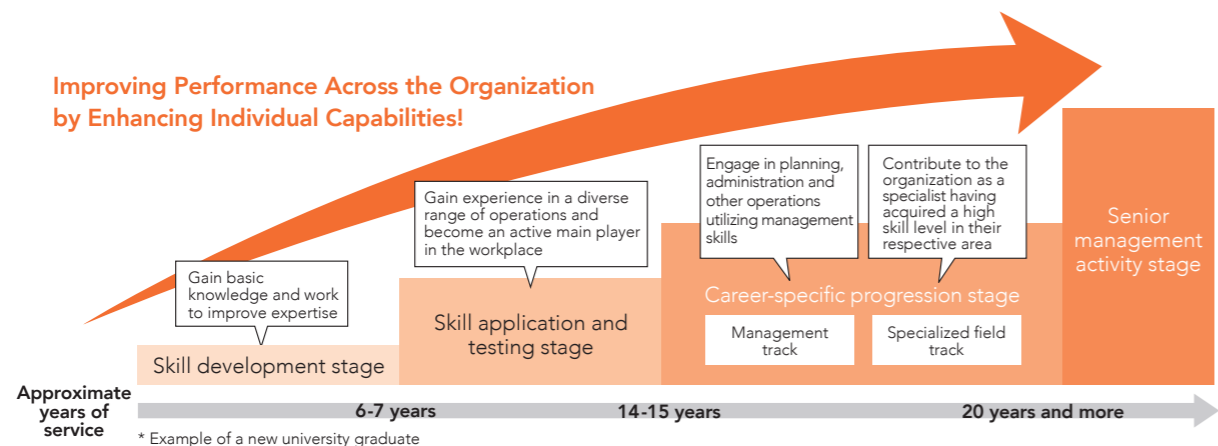 Improving Performance Across the Organization
by Enhancing Individual Capabilities!
Gain basic
knowledge and work
to improve expertise
Skill development stage
Gain experience in a diverse
range of operations and
become an active main player
in the workplace
Skill application and
testing stage
Engage in planning,
administration and
other operations
utilizing management
skills
Contribute to the
organization as a
specialist having
acquired a high
skill level in their
respective area
Career-specific progression stage
Management
track
Specialized field
track
Senior
management
activity stage
Approximate
years of
service
6-7 years
14-15 years
20 years and more
* Example of a new university graduate